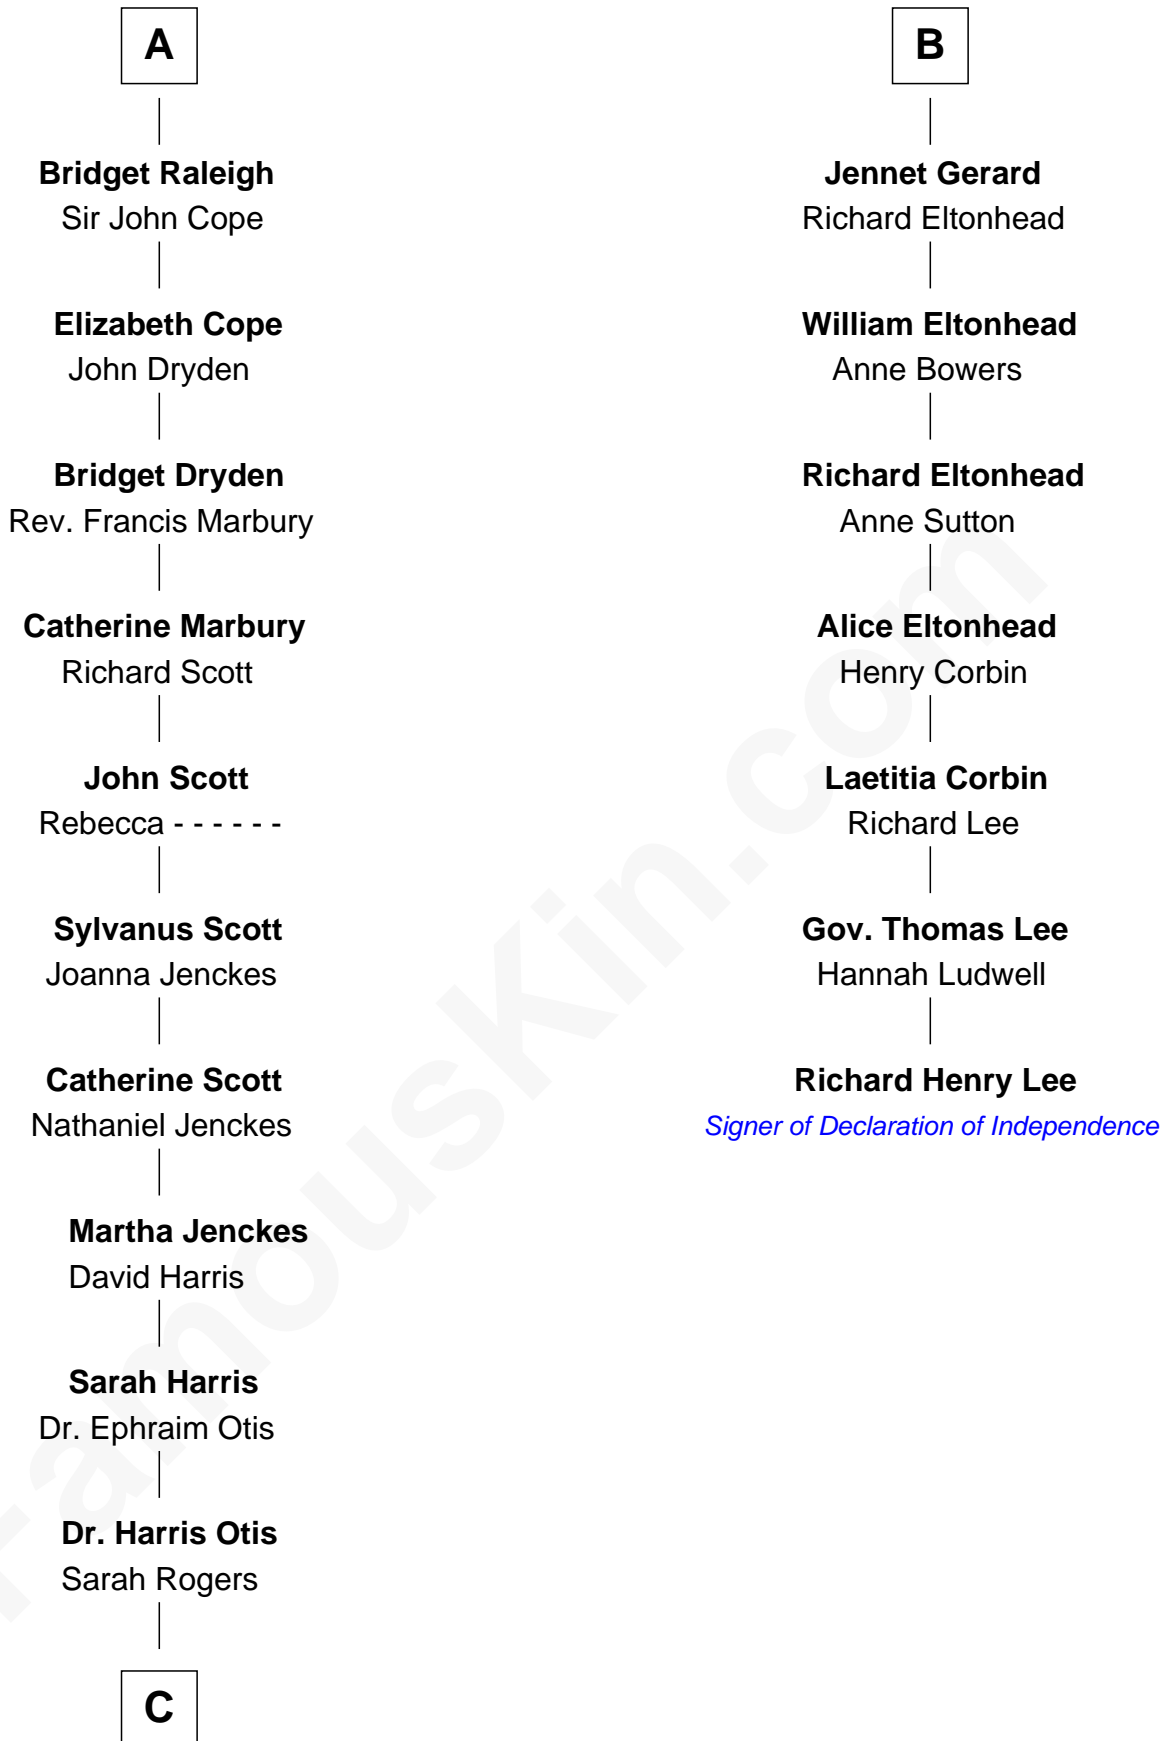 A
Bridget Raleigh
Sir John Cope
Elizabeth Cope
John Dryden
Bridget Dryden
Rev. Francis Marbury
Catherine Marbury
Richard Scott
John Scott
Rebecca - - - - - -
Sylvanus Scott
Joanna Jenckes
Catherine Scott
Nathaniel Jenckes
Martha Jenckes
David Harris
Sarah Harris
Dr. Ephraim Otis
Dr. Harris Otis
Sarah Rogers
C
B
Jennet Gerard
Richard Eltonhead
William Eltonhead
Anne Bowers
Richard Eltonhead
Anne Sutton
Alice Eltonhead
Henry Corbin
Laetitia Corbin
Richard Lee
Gov. Thomas Lee
Hannah Ludwell
Richard Henry Lee
Signer of Declaration of Independence
FamousKin.com